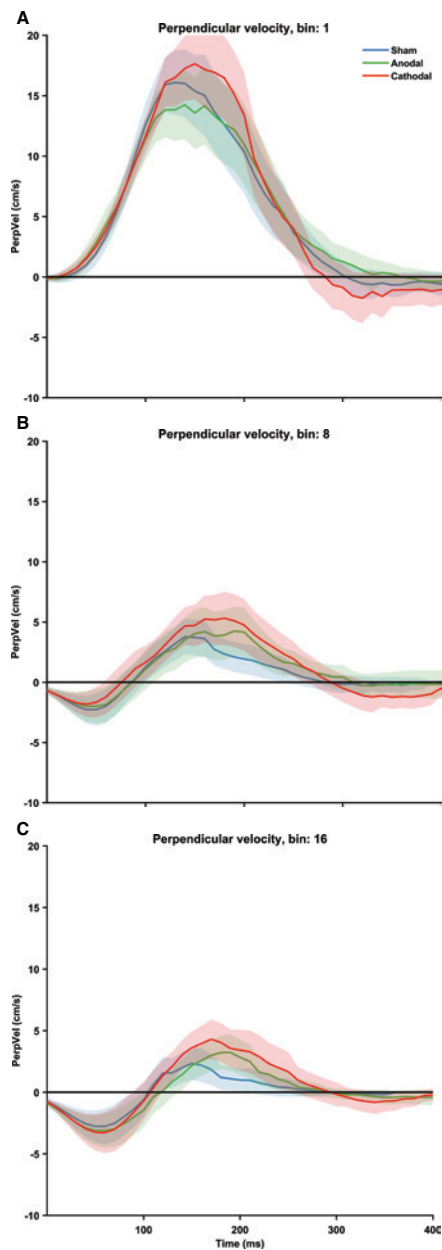 A
Perpendicular velocity, bin: 1
Sham
Anodal
Cathodal
20
15
10
5
0
-5
-10
PerpVel (cm/s)
B
Perpendicular velocity, bin: 8
20
15
10
5
0
-5
-10
PerpVel (cm/s)
C
Perpendicular velocity, bin: 16
20
15
10
5
0
-5
-10
PerpVel (cm/s)
100 200 300 400
Time (ms)